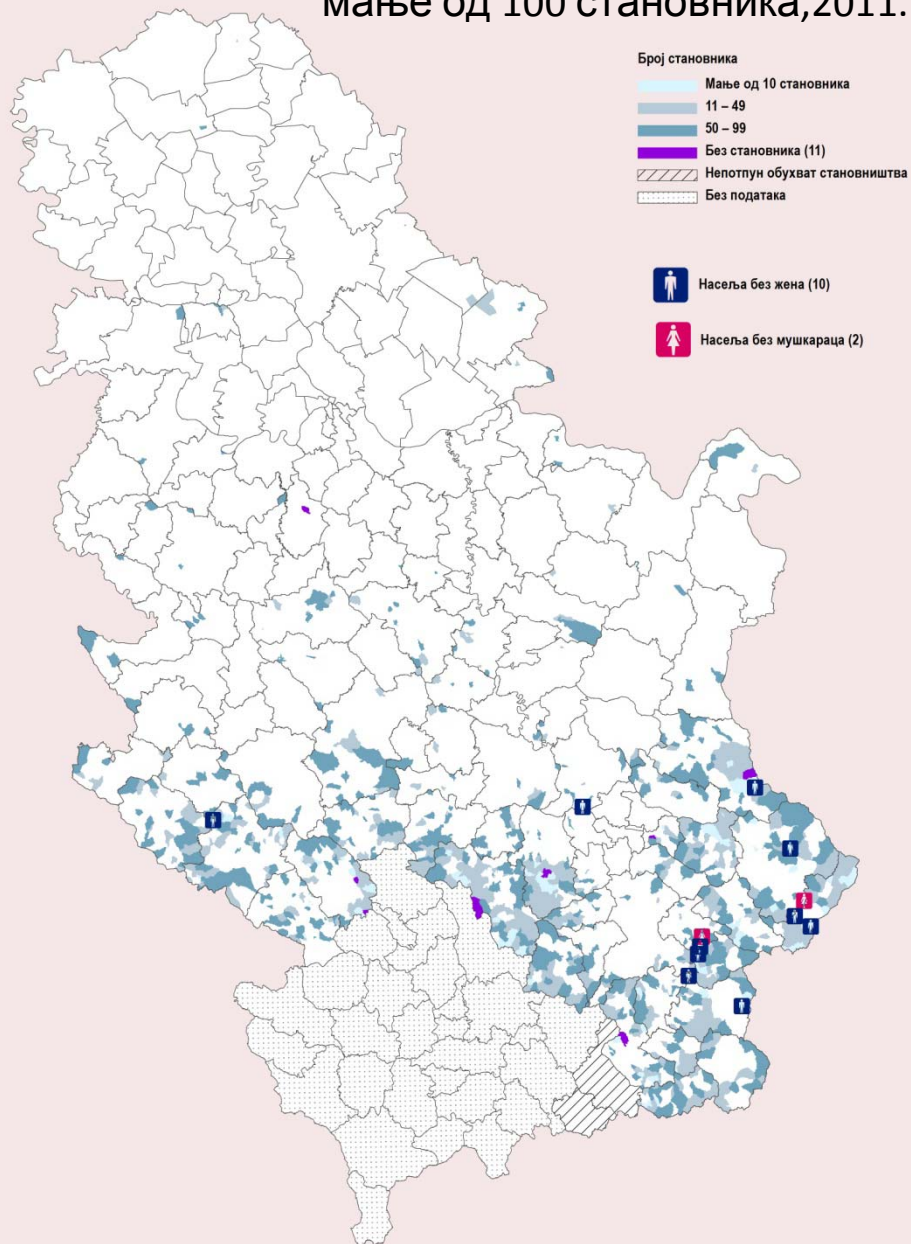 мање од 100 становника,2011.
Број становника
Мање од 10 становника
11 – 49
50 – 99
Без становника (11)
Непотпун обухват становништва
Без података
Насеља без жена (10)
Насеља без мушкараца (2)